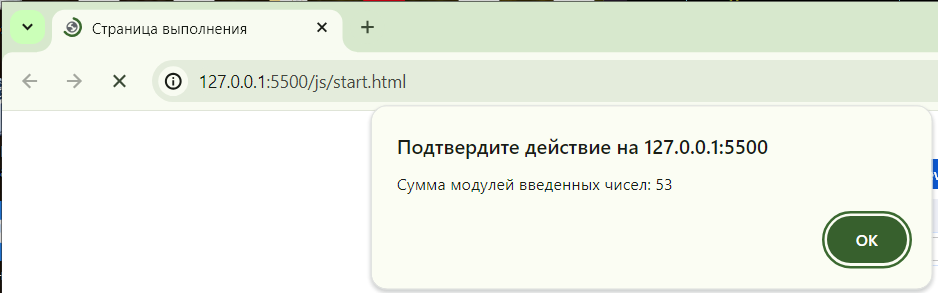 Страница выполнения
127.0.0.1:5500/js/start.html
Подтвердите действие на 127.0.0.1:5500
Сумма модулей введенных чисел: 53
ОК